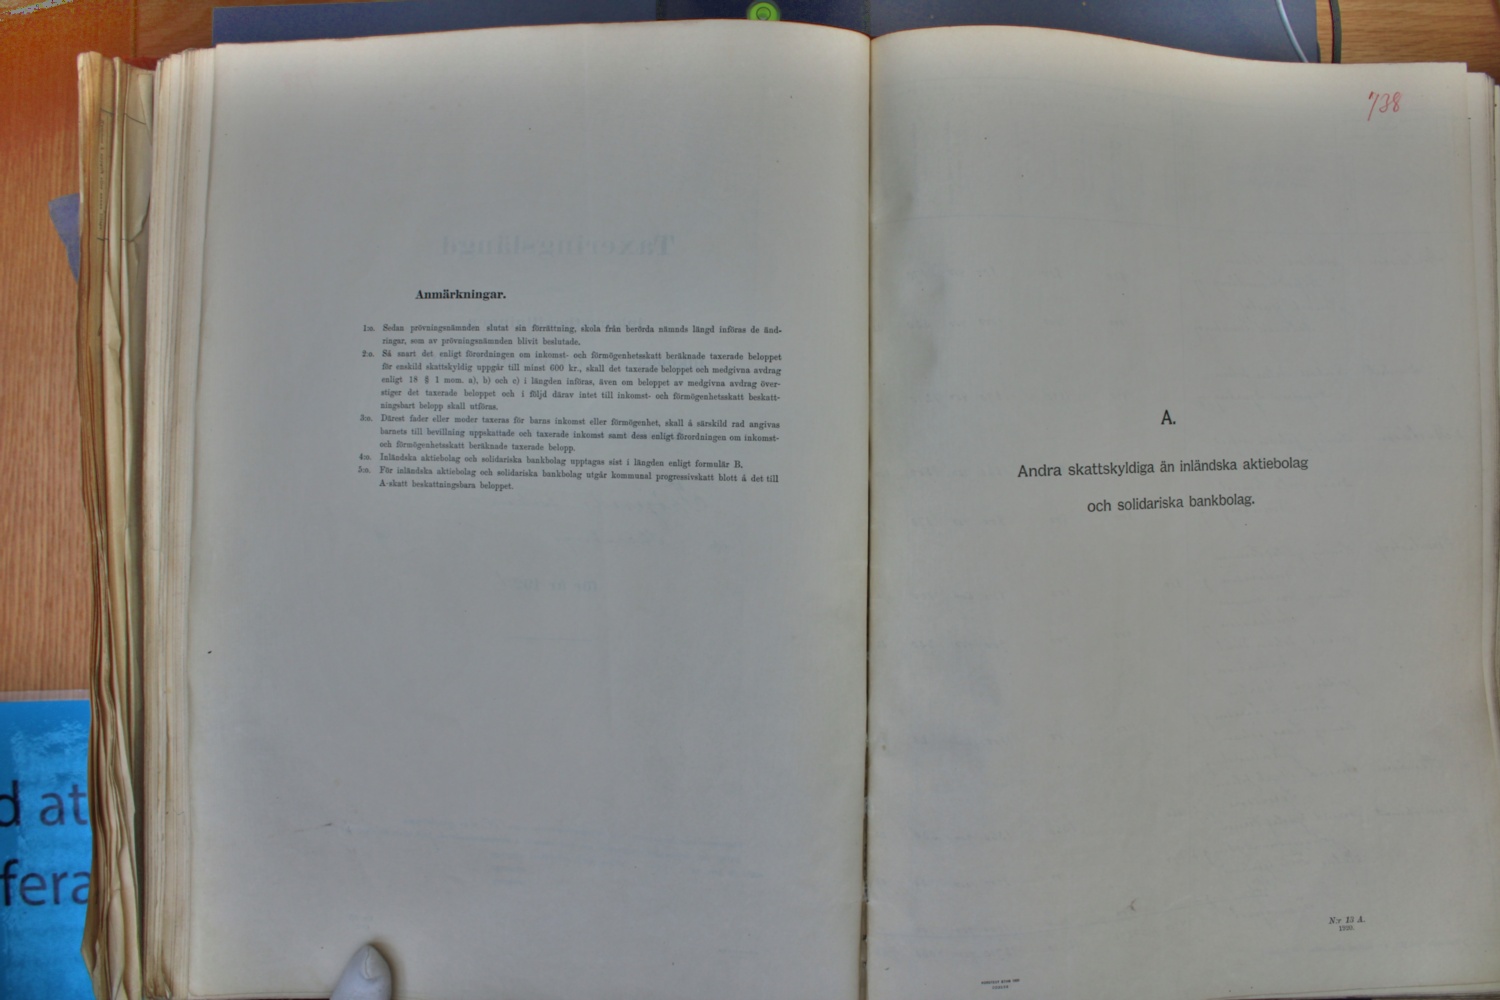 Anmärkningar.
1:o. Sedan prövningsnämnden slutat sin förrättning, skola från berörda nämnds längd införas de änd-
ringar, som av prövningsnämnden blivit beslutade.
2:o. Så snart det enligt förordningen om inkomst- och förmögenhetsskatt beräknade taxerade beloppet
för enskild skattskyldig uppgår till minst 600 kr., skall det taxerade beloppet och medgivna avdrag
enligt 18 § 1 mom. a), b) och c) i längden införas, även om beloppet av medgivna avdrag över-
stiger det taxerade beloppet och i följd därav intet till inkomst- och förmögenhetsskatt beskatt-
ningsbart belopp skall utföras.
3:o. Därest fader eller moder taxeras för barns inkomst eller förmögenhet, skall å särskild rad angivas
barnets till bevillning uppskattade och taxerade inkomst samt dess enligt förordningen om inkomst-
och förmögenhetsskatt beräknade taxerade belopp.
4:o. Inländska aktiebolag och solidariska bankbolag upptagas sist i längden enligt formulär B.
5:o. För inländska aktiebolag och solidariska bankbolag utgår kommunal progressivskatt blott å det till
A-skatt beskattningsbara beloppet.
738
A.
Andra skattskyldiga än inländska aktiebolag
och solidariska bankbolag.
N:r 13 A.
1920.
d at
fera